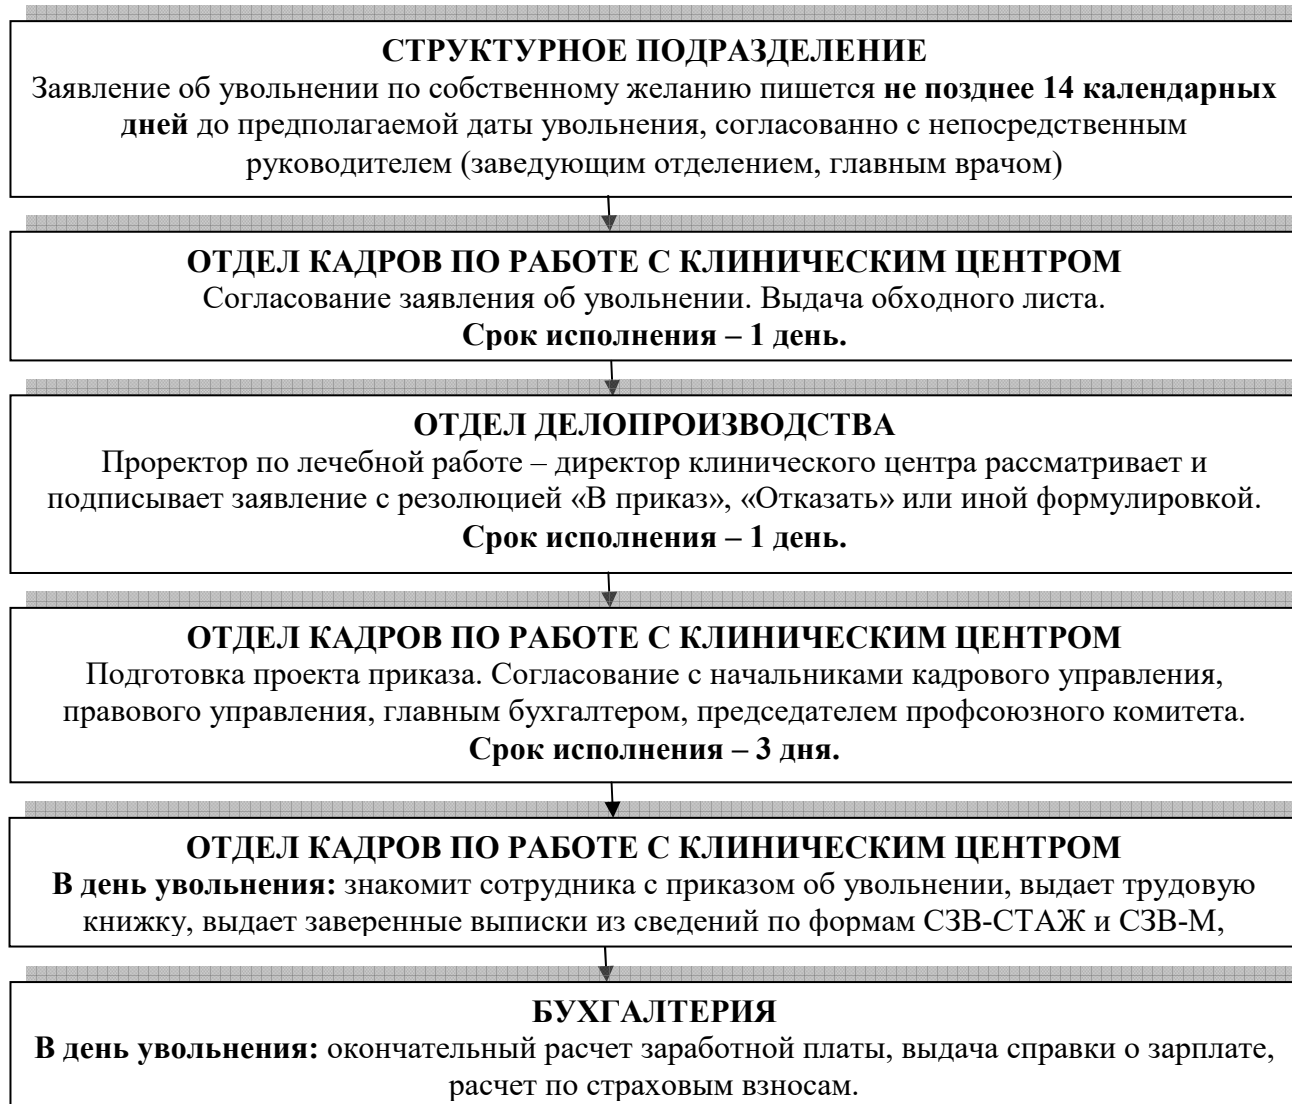 СТРУКТУРНОЕ ПОДРАЗДЕЛЕНИЕ
Заявление об увольнении по собственному желанию пишется не позднее 14 календарных
дней до предполагаемой даты увольнения, согласованно с непосредственным
руководителем (заведующим отделением, главным врачом)
ОТДЕЛ КАДРОВ ПО РАБОТЕ С КЛИНИЧЕСКИМ ЦЕНТРОМ
Согласование заявления об увольнении. Выдача обходного листа.
Срок исполнения – 1 день.
ОТДЕЛ ДЕЛОПРОИЗВОДСТВА
Проректор по лечебной работе – директор клинического центра рассматривает и
подписывает заявление с резолюцией «В приказ», «Отказать» или иной формулировкой.
Срок исполнения – 1 день.
ОТДЕЛ КАДРОВ ПО РАБОТЕ С КЛИНИЧЕСКИМ ЦЕНТРОМ
Подготовка проекта приказа. Согласование с начальниками кадрового управления,
правового управления, главным бухгалтером, председателем профсоюзного комитета.
Срок исполнения – 3 дня.
ОТДЕЛ КАДРОВ ПО РАБОТЕ С КЛИНИЧЕСКИМ ЦЕНТРОМ
В день увольнения: знакомит сотрудника с приказом об увольнении, выдает трудовую
книжку, выдает заверенные выписки из сведений по формам СЗВ-СТАЖ и СЗВ-М,
БУХГАЛТЕРИЯ
В день увольнения: окончательный расчет заработной платы, выдача справки о зарплате,
расчет по страховым взносам.